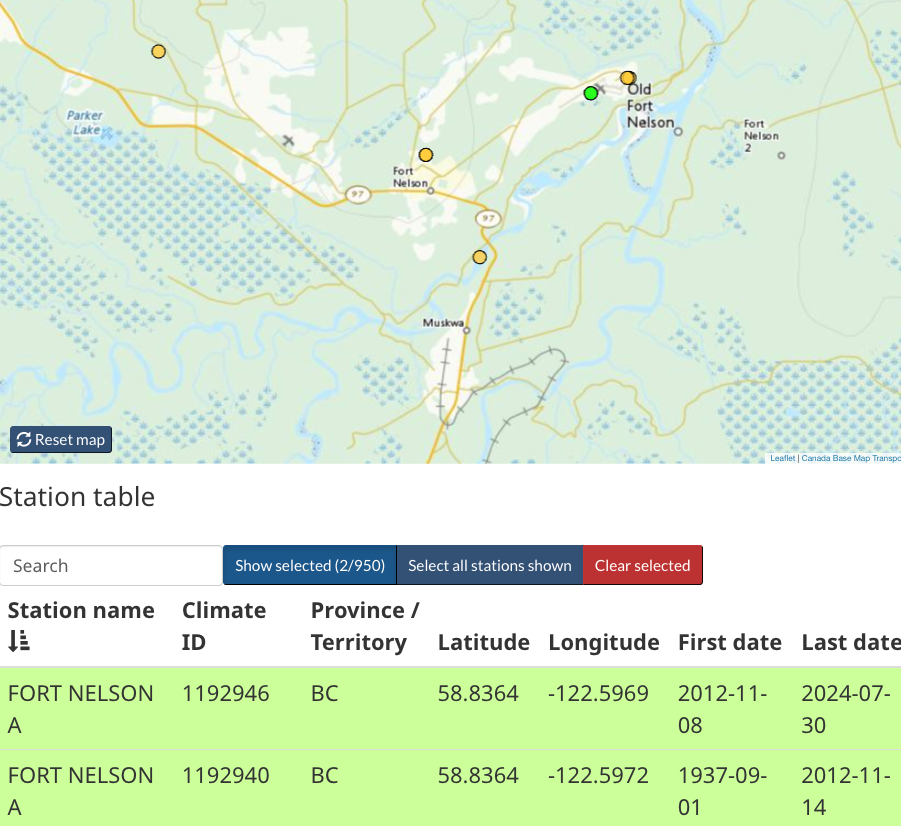 Parker
Lake
Old
Fort
Nelson
Fort
Nelson
2
Fort
Nelson
97
97
Muskwa
Reset map
Leaflet | Canada Base Map Transpo
Station table
Search
Show selected (2/950)
Select all stations shown
Clear selected
Station name
Climate
ID
Province /
Territory
Latitude
Longitude
First date
Last date
FORT NELSON
A
1192946
BC
58.8364
-122.5969
2012-11-
08
2024-07-
30
FORT NELSON
A
1192940
BC
58.8364
-122.5972
1937-09-
01
2012-11-
14